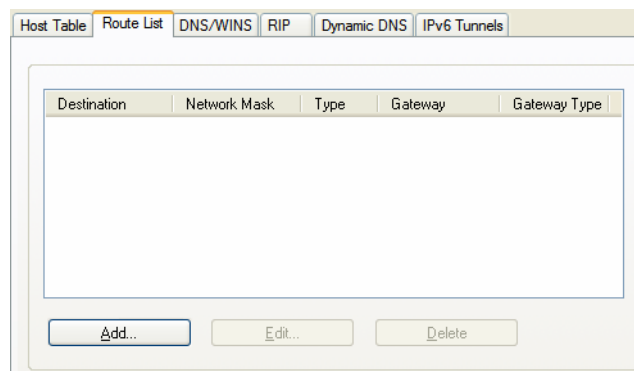 Host Table Route List DNS/WINS RIP Dynamic DNS IPv6 Tunnels
Destination Network Mask Type Gateway Gateway Type
Add... Edit... Delete